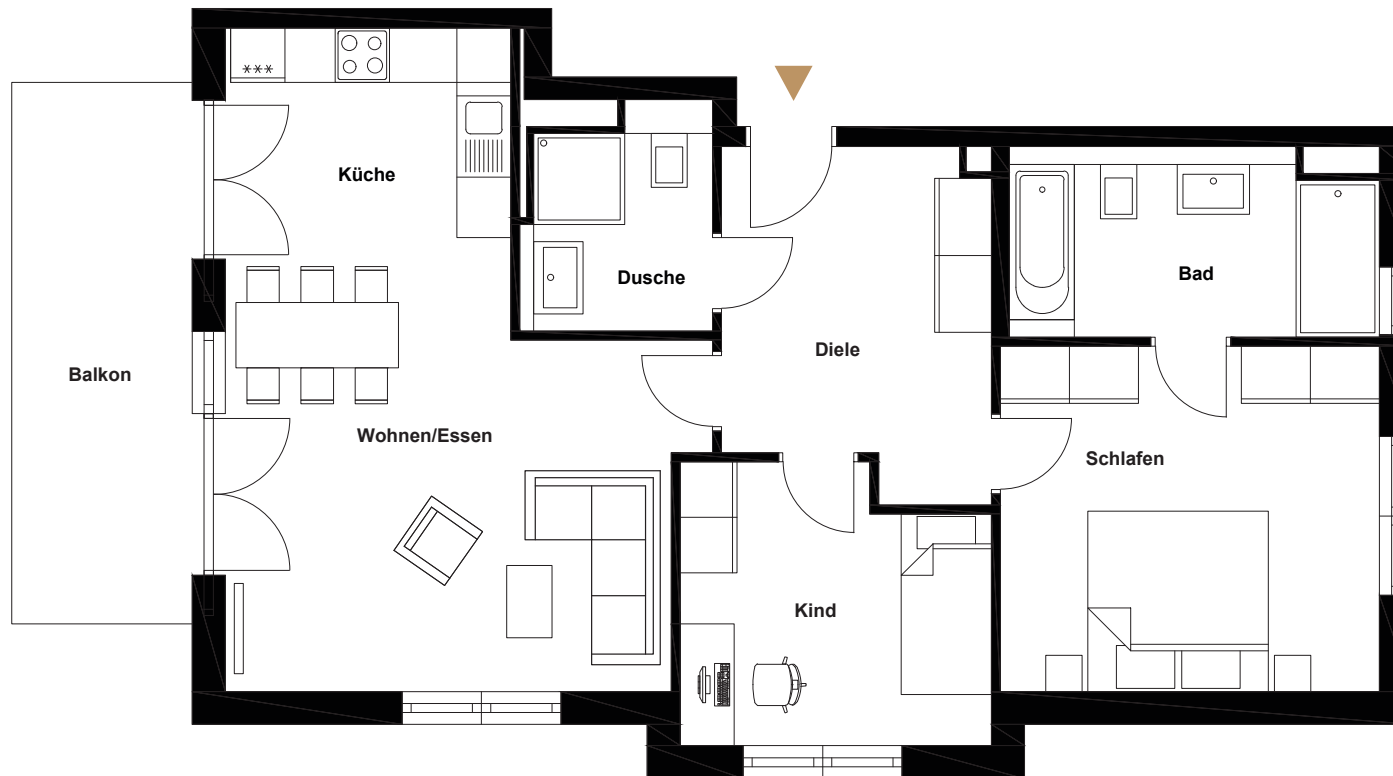 Küche
Dusche
Bad
Diele
Balkon
Wohnen/Essen
Schlafen
Kind